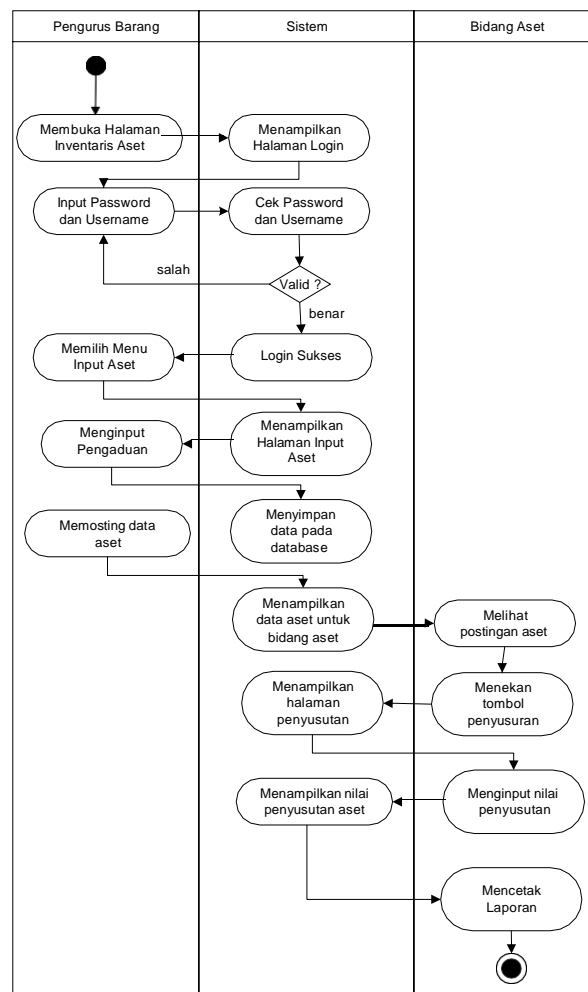 Pengurus Barang
Sistem
Bidang Aset
Membuka Halaman
Inventaris Aset
Menampilkan
Halaman Login
Input Password
dan Username
Cek Password
dan Username
salah
Valid ?
benar
Memilih Menu
Input Aset
Login Sukses
Menampilkan
Halaman Input
Aset
Menginput
Pengaduan
Menyimpan
data pada
database
Memosting data
aset
Menampilkan
data aset untuk
bidang aset
Melihat
postingan aset
Menampilkan
halaman
penyusutan
Menekan
tombol
penyusuran
Menampilkan nilai
penyusutan aset
Menginput nilai
penyusutan
Mencetak
Laporan